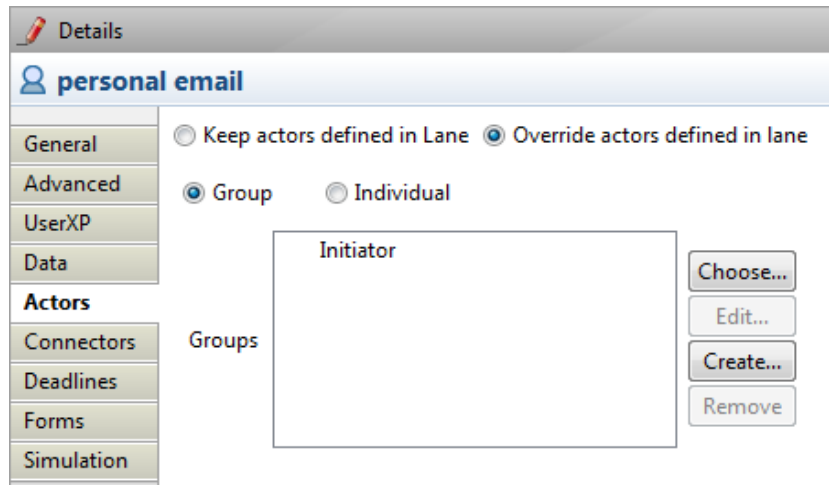 Details
personal email
General
Advanced
UserXP
Data
Actors
Connectors
Deadlines
Forms
Simulation
Keep actors defined in Lane Override actors defined in lane
Group Individual
Groups
Initiator
Choose...
Edit...
Create...
Remove